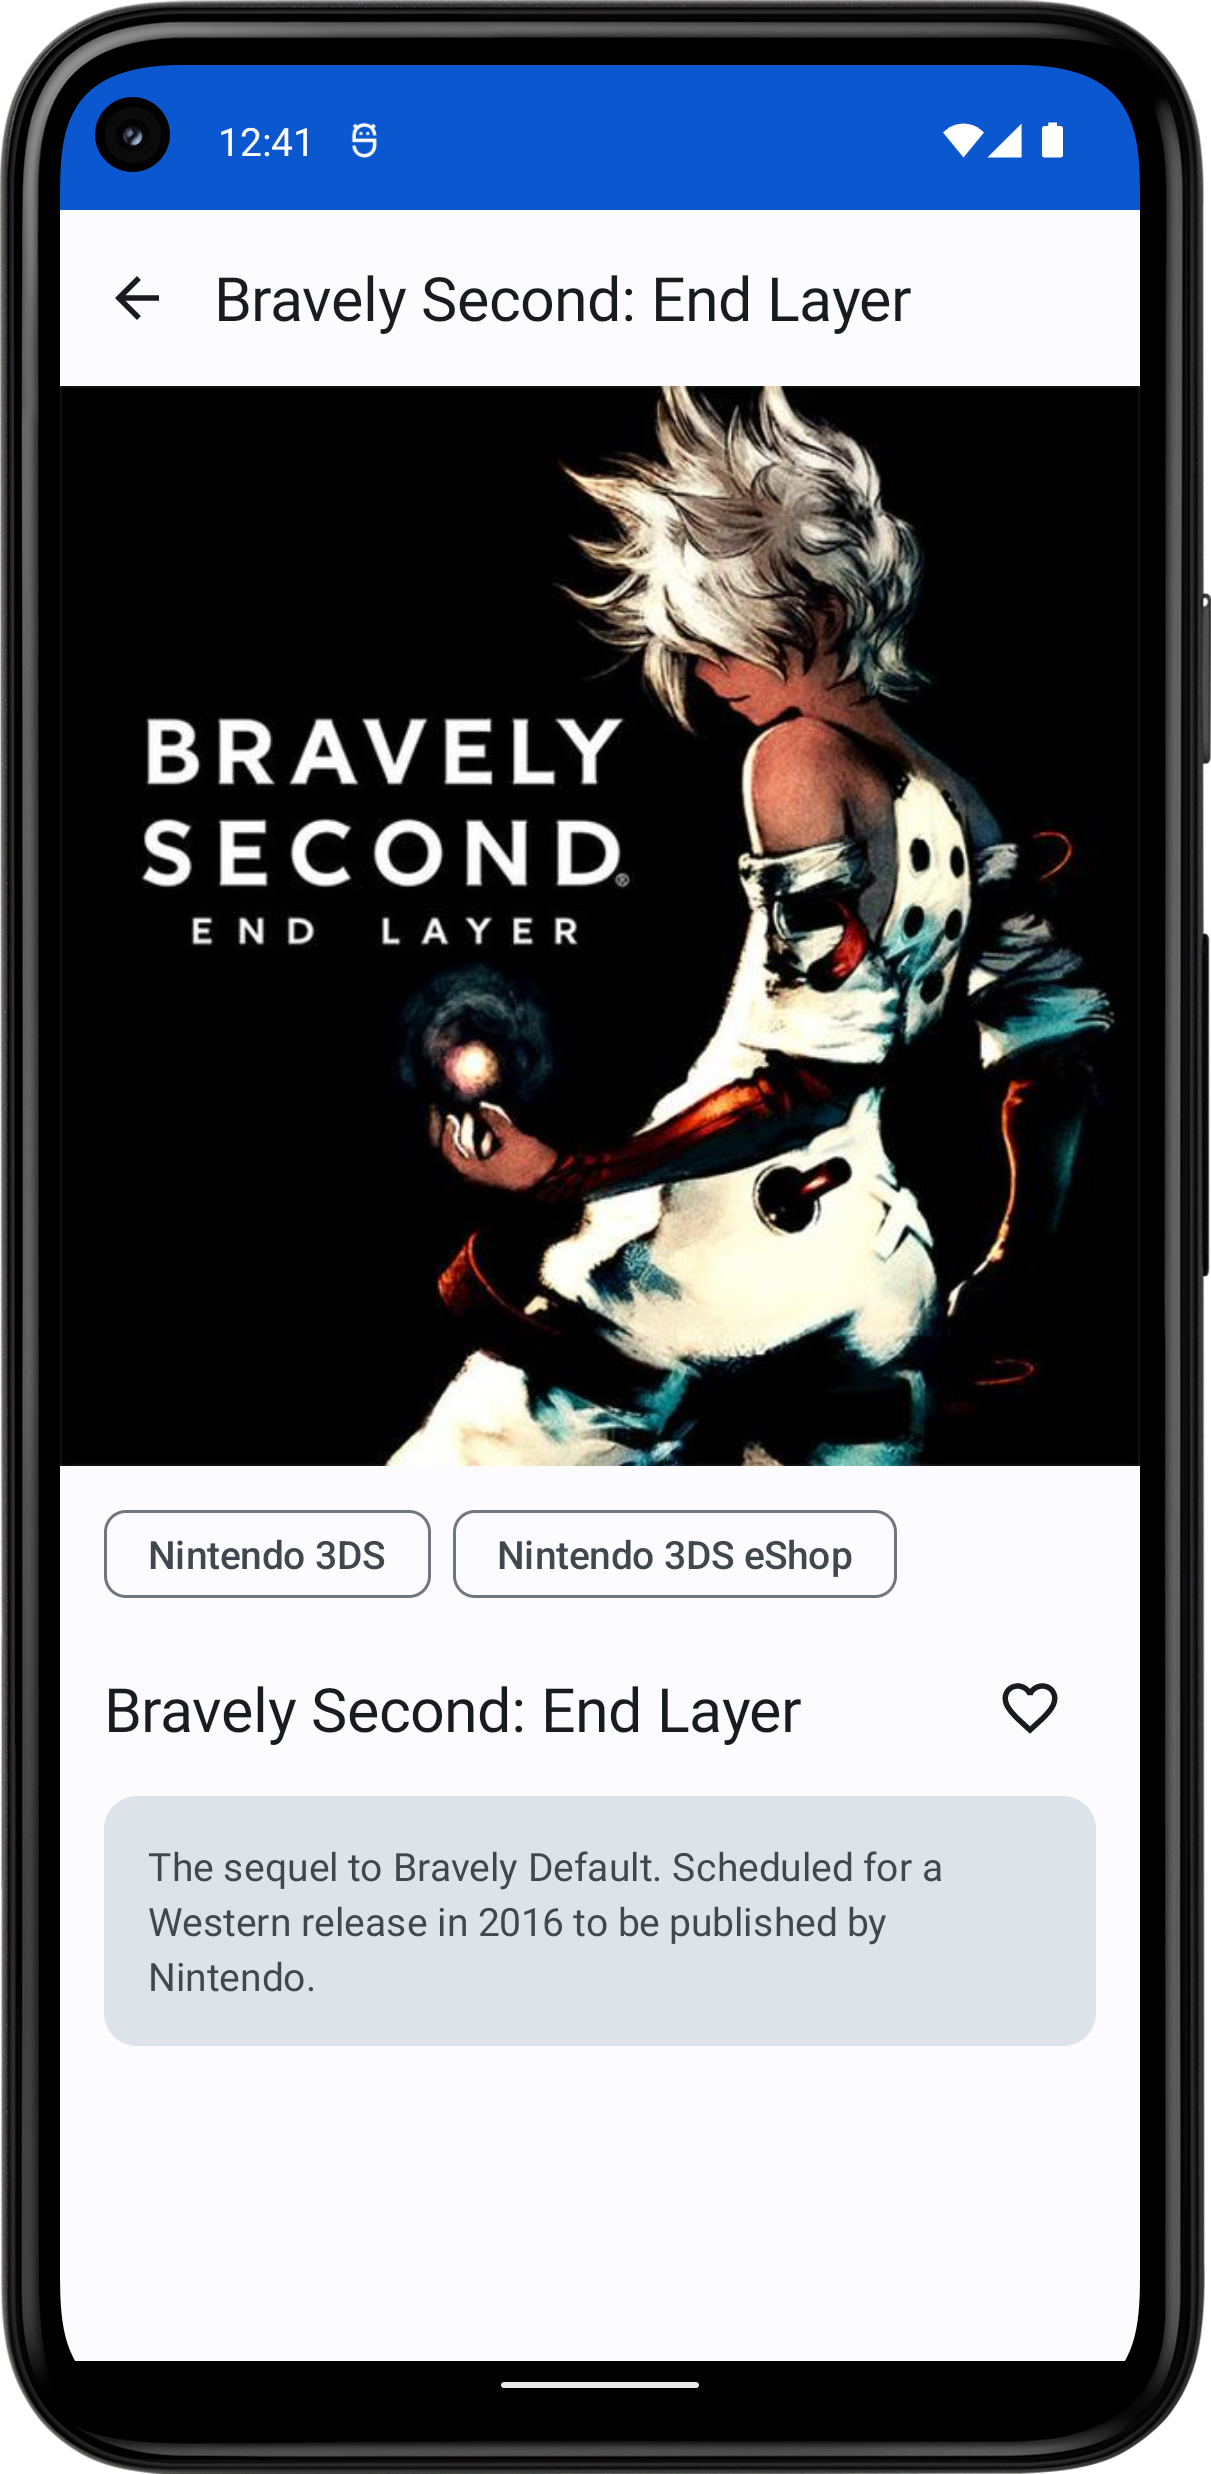 12:41
Bravely Second: End Layer
BRAVELY
SECOND®
END LAYER
Nintendo 3DS
Nintendo 3DS eShop
Bravely Second: End Layer
The sequel to Bravely Default. Scheduled for a
Western release in 2016 to be published by
Nintendo.